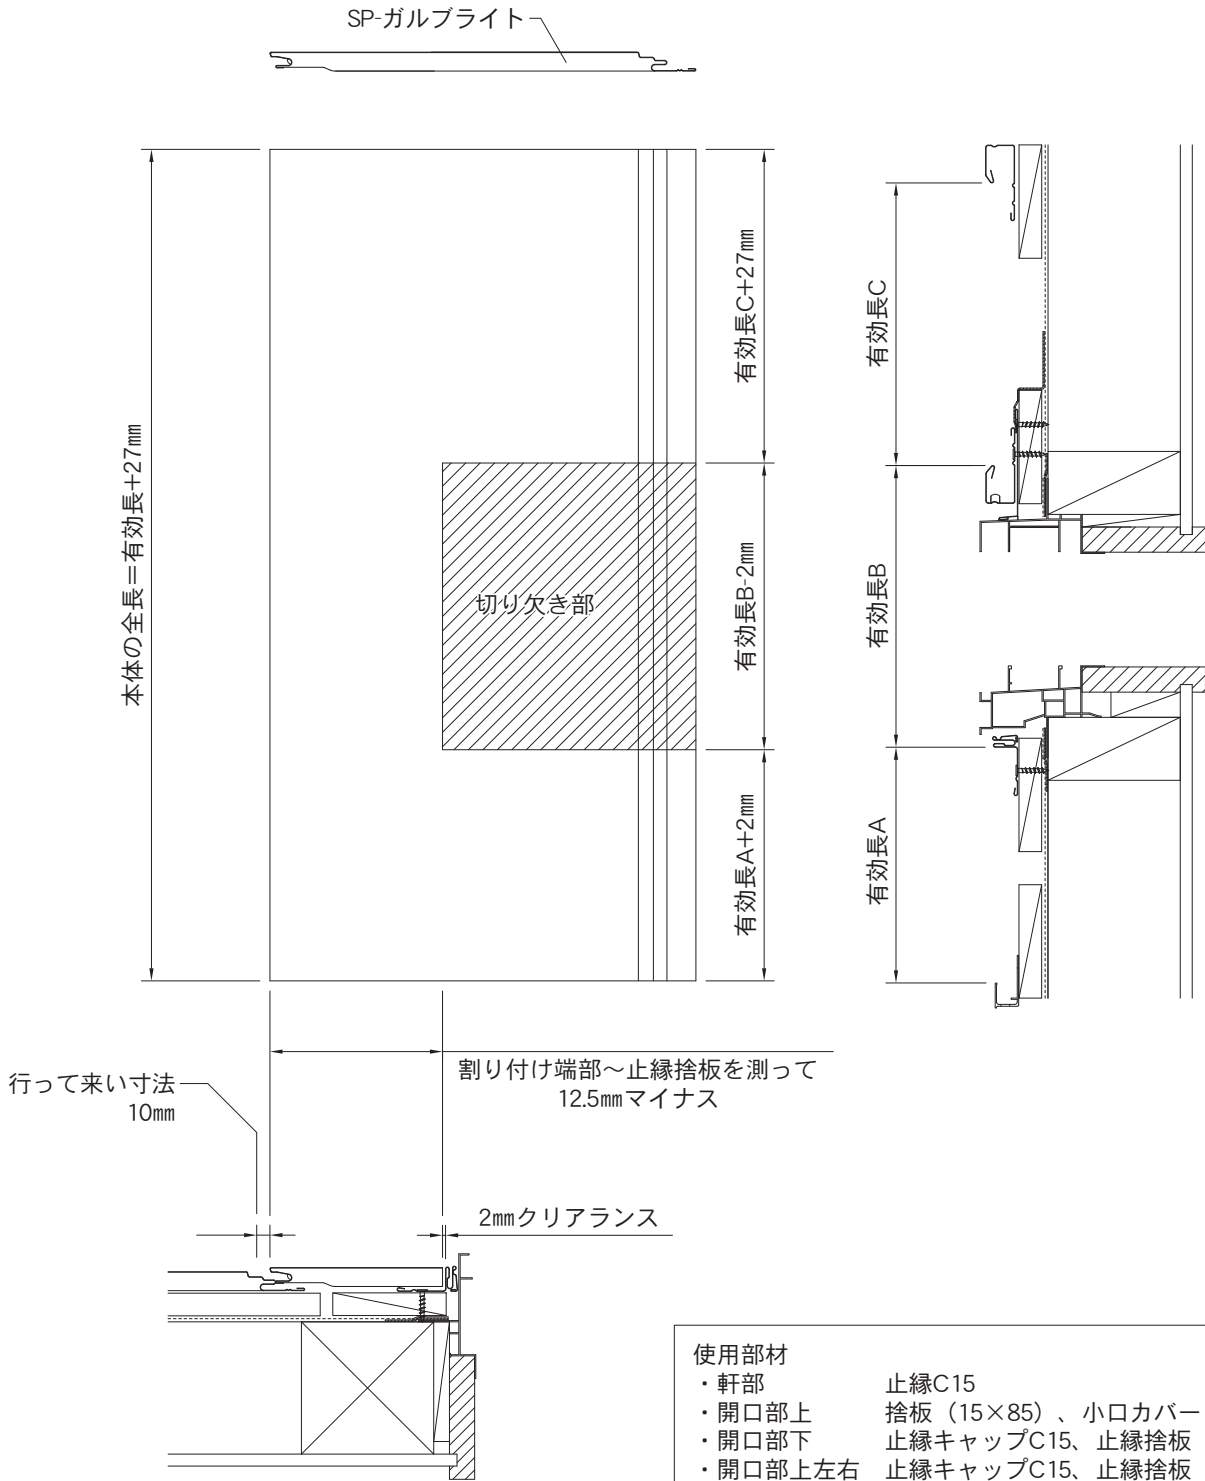 SP-ガルブライト
本体の全長＝有効長+27mm
有効長C+27mm
有効長B-2mm
有効長A+2mm
切り欠き部
有効長C
有効長B
有効長A
行って来い寸法
10mm
割り付け端部～止縁捨板を測って
12.5mmマイナス
2mmクリアランス
使用部材
・軒部 止縁C15
・開口部上 捨板（15×85）、小口カバー
・開口部下 止縁キャップC15、止縁捨板
・開口部上左右 止縁キャップC15、止縁捨板